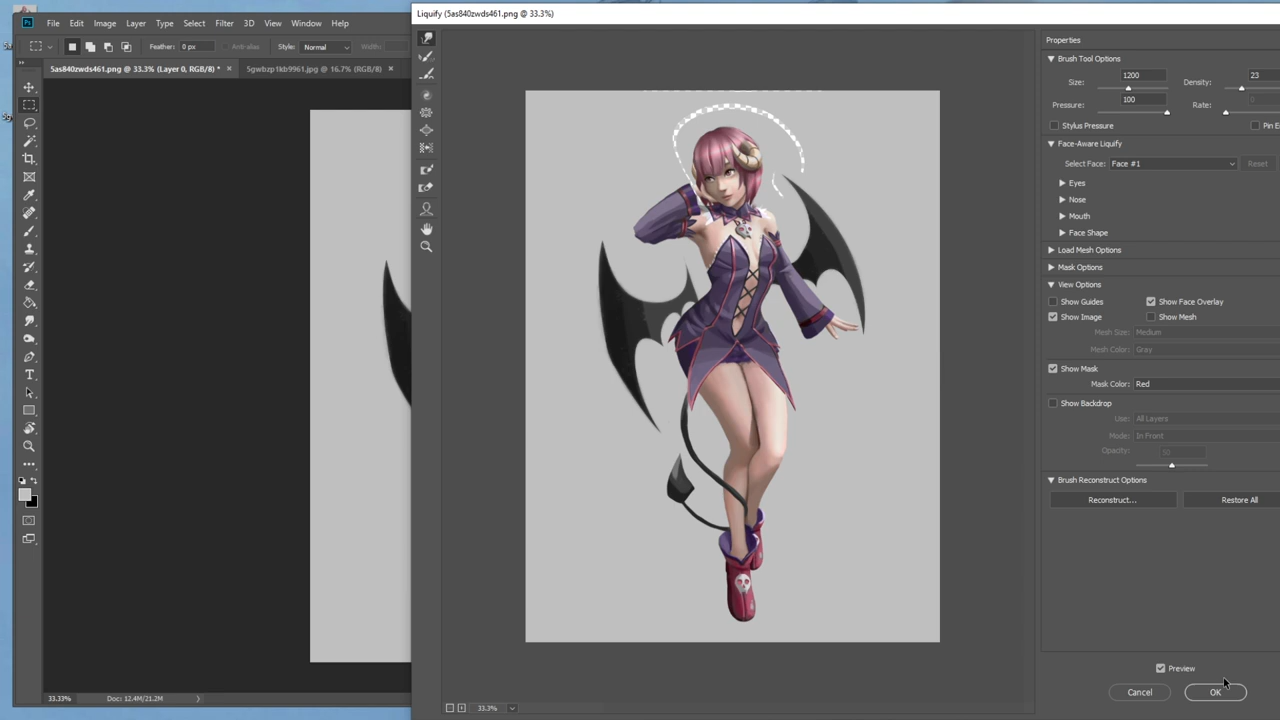 Liquify (5as840zwds461.png @ 33.3%)
Ps File Edit Image Layer Type Select Filter 3D View Window Help
Feather: 0 px Anti-alias Style: Normal Width:
5as840zwds461.png @ 33.3% (Layer 0, RGB/8) * × 5gwbzp1kb9961.jpg @ 16.7% (RGB/8) ×
Properties
Brush Tool Options
Size: 1200 Density: 23
Pressure: 100 Rate: 0
Stylus Pressure Pin E
Face-Aware Liquify
Select Face: Face #1 Reset
Eyes
Nose
Mouth
Face Shape
Load Mesh Options
Mask Options
View Options
Show Guides Show Face Overlay
Show Image Show Mesh
Mesh Size: Medium
Mesh Color: Gray
Show Mask
Mask Color: Red
Show Backdrop
Use: All Layers
Mode: In Front
Opacity: 50
Brush Reconstruct Options
Reconstruct... Restore All
Preview
Cancel OK
33.33% Doc: 12.4M/21.2M
33.3%